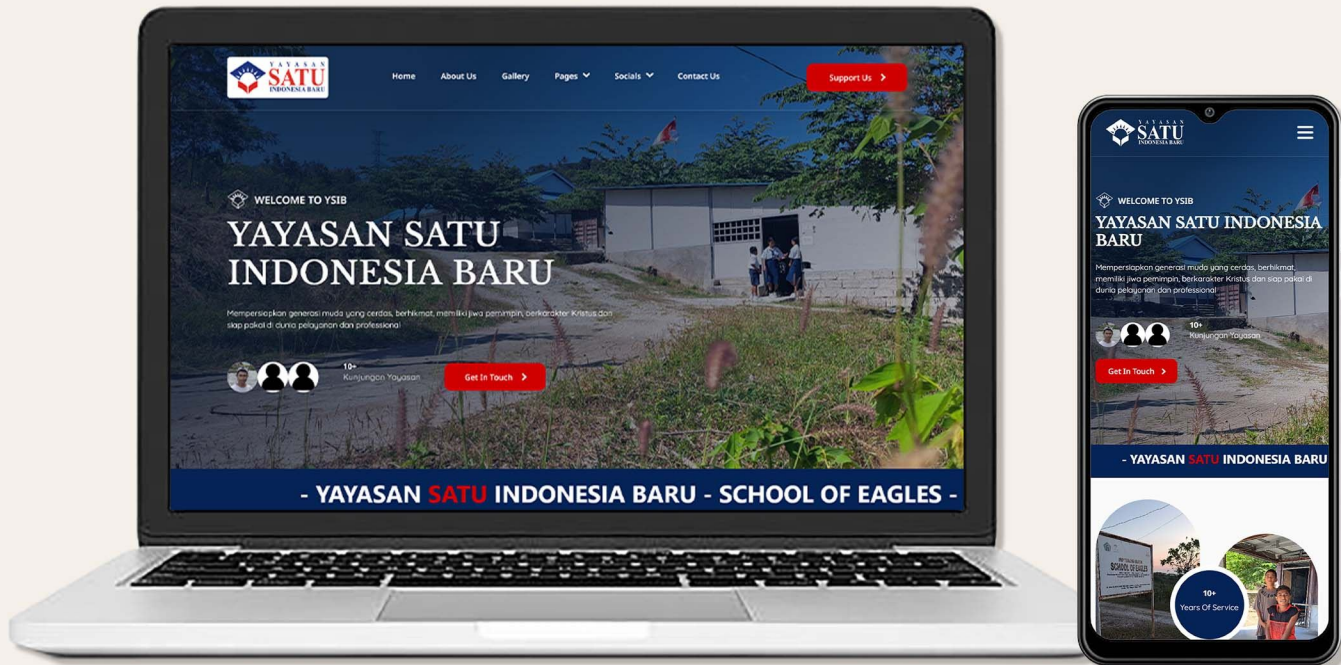 YAYASAN
SATU
INDONESIA BARU
Home
About Us
Gallery
Pages
Socials
Contact Us
Support Us
WELCOME TO YSIB
YAYASAN SATU
INDONESIA BARU
Mempersiapkan generasi muda yang cerdas, berhikmat, memiliki jiwa pemimpin, berkarakter Kristus dan
siap pakai di dunia pelayanan dan professional
10+
Kunjungan Yayasan
Get In Touch
- YAYASAN SATU INDONESIA BARU - SCHOOL OF EAGLES -
YAYASAN
SATU
INDONESIA BARU
WELCOME TO YSIB
YAYASAN SATU INDONESIA
BARU
Mempersiapkan generasi muda yang cerdas, berhikmat,
memiliki jiwa pemimpin, berkarakter Kristus dan siap pakai di
dunia pelayanan dan professional
10+
Kunjungan Yayasan
Get In Touch
- YAYASAN SATU INDONESIA BARU
SCHOOL OF EAGLES
10+
Years Of Service